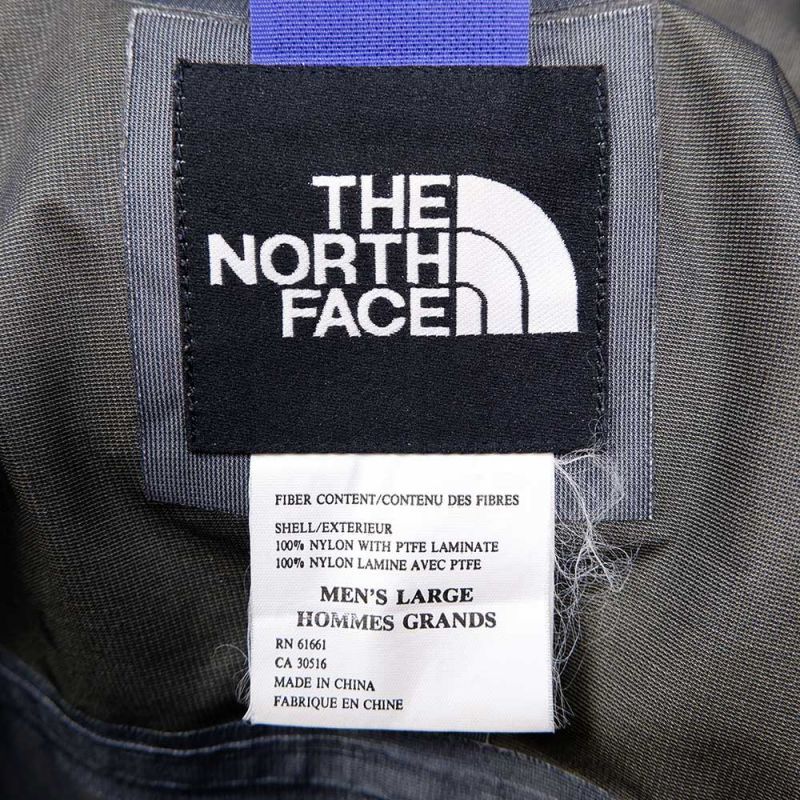 THE
NORTH
FACE
FIBER CONTENT/CONTENU DES FIBRES
SHELL/EXTERIEUR
100% NYLON WITH PTFE LAMINATE
100% NYLON LAMINE AVEC PTFE
MEN'S LARGE
HOMMES GRANDS
RN 61661
CA 30516
MADE IN CHINA
FABRIQUE EN CHINE